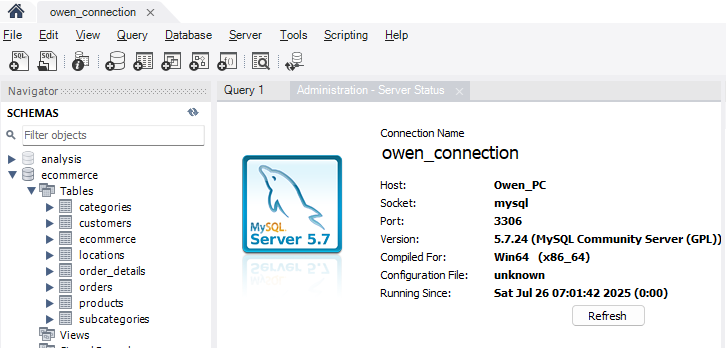 owen_connection
File Edit View Query Database Server Tools Scripting Help
SQL SQL
Navigator
Query 1 Administration - Server Status
SCHEMAS
Filter objects
analysis
ecommerce
Tables
categories
customers
ecommerce
locations
order_details
orders
products
subcategories
Views
MySQL
Server 5.7
Connection Name
owen_connection
Host: Owen_PC
Socket: mysql
Port: 3306
Version: 5.7.24 (MySQL Community Server (GPL))
Compiled For: Win64 (x86_64)
Configuration File: unknown
Running Since: Sat Jul 26 07:01:42 2025 (0:00)
Refresh